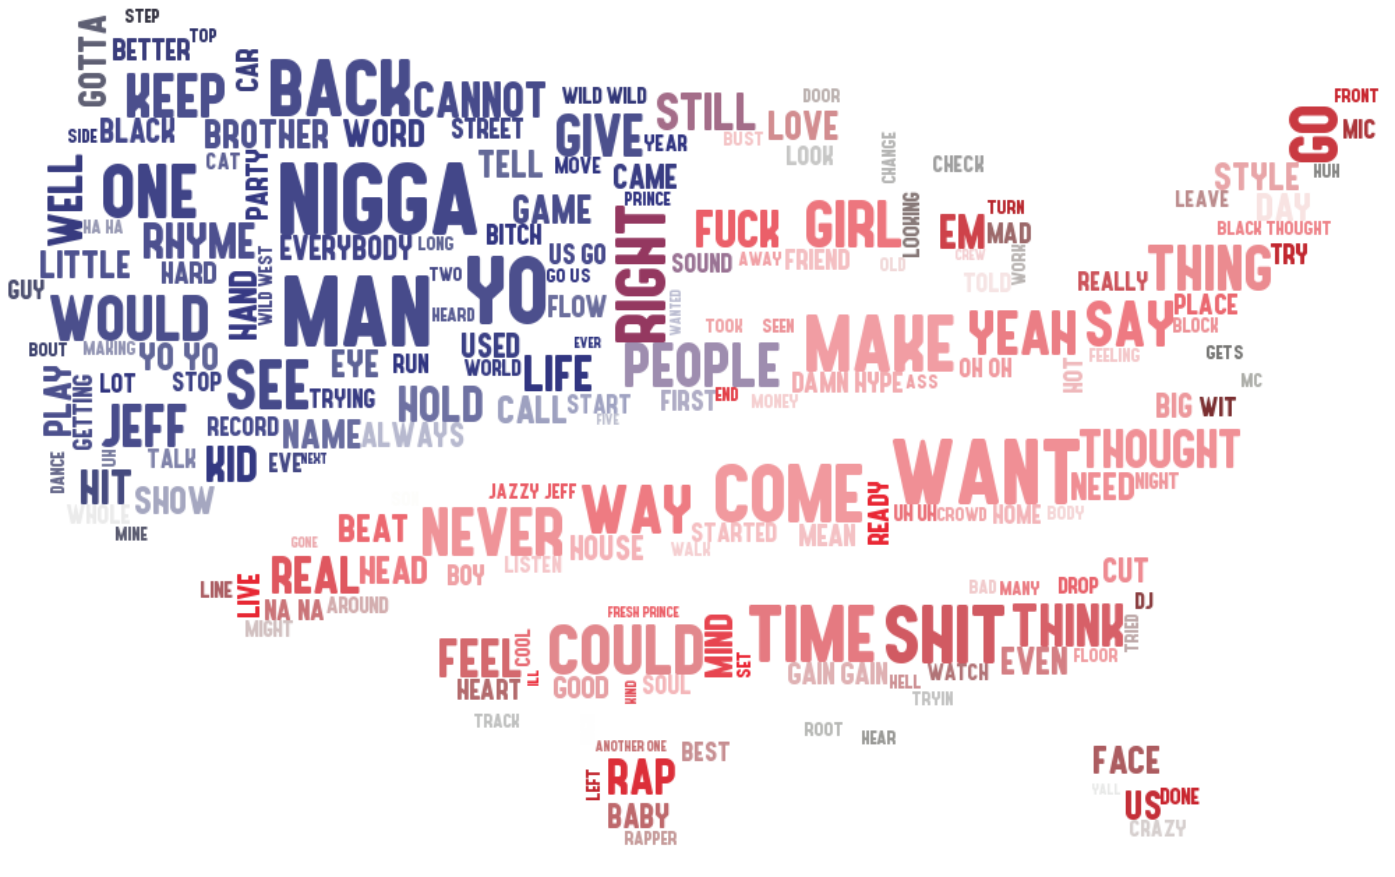 STEP
GOTTA
BETTER
TOP
CAR
KEEP
BACK
CANNOT
WILD WILD
STILL
DOOR
FRONT
GO
MIC
SIDE
BLACK
BROTHER
WORD
STREET
GIVE
YEAR
BUST
LOVE
LOOK
CHANGE
CHECK
HUH
WELL
ONE
CAT
PARTY
NIGGA
TELL
MOVE
CAME
PRINCE
STYLE
LEAVE
DAY
HA HA
RHYME
EVERYBODY
LONG
GAME
BITCH
US GO
RIGHT
FUCK
GIRL
LOOKING
EM
TURN
MAD
BLACK THOUGHT
TRY
LITTLE
HARD
HAND
WILD WEST
MAN
TWO
YO
GO US
SOUND
AWAY
FRIEND
OLD
CHEW
WORK
TOLD
REALLY
THING
GUY
WOULD
HEARD
FLOW
WANTED
TOOK
SEEN
MAKE
YEAH
SAY
PLACE
BLOCK
BOUT
MAKING
YO YO
EYE
RUN
USED
WORLD
EVER
LIFE
PEOPLE
DAMN
HYPE
ASS
OH OH
HOT
FEELING
GETS
MC
PLAY
GETTING
LOT
STOP
SEE
TRYING
HOLD
CALL
START
FIVE
FIRST
END
MONEY
BIG
WIT
JEFF
RECORD
NAME
ALWAYS
DANCE
UH
TALK
KID
EVE
NEXT
WANT
THOUGHT
HIT
SHOW
WHOLE
MINE
JAZZY JEFF
WAY
COME
READY
NEED
NIGHT
UH UH
CROWD
HOME
BODY
GONE
BEAT
NEVER
HOUSE
STARTED
WALK
MEAN
LINE
LIVE
REAL
HEAD
BOY
LISTEN
NA NA
AROUND
MIGHT
BAD
MANY
DROP
CUT
DJ
FRESH PRINCE
FEEL
COOL
ILL
COULD
MIND
SET
TIME
SHIT
THINK
TRIED
HEART
GOOD
KIND
SOUL
GAIN GAIN
HELL
WATCH
EVEN
FLOOR
TRYIN
TRACK
ROOT
HEAR
ANOTHER ONE
BEST
LEFT
RAP
BABY
RAPPER
FACE
YALL
US
DONE
CRAZY